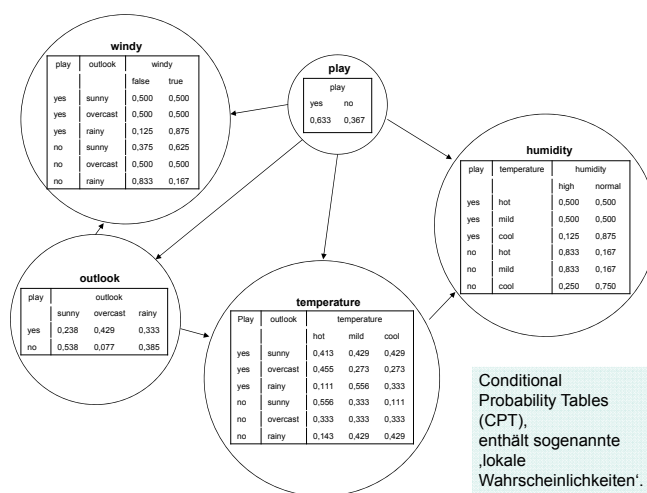 windy
play outlook windy
false true
yes sunny 0,500 0,500
yes overcast 0,500 0,500
yes rainy 0,125 0,875
no sunny 0,375 0,625
no overcast 0,500 0,500
no rainy 0,833 0,167
play
play
yes no
0,633 0,367
humidity
play temperature humidity
high normal
yes hot 0,500 0,500
yes mild 0,500 0,500
yes cool 0,125 0,875
no hot 0,833 0,167
no mild 0,833 0,167
no cool 0,250 0,750
outlook
play outlook
sunny overcast rainy
yes 0,238 0,429 0,333
no 0,538 0,077 0,385
temperature
Play outlook temperature
hot mild cool
yes sunny 0,413 0,429 0,429
yes overcast 0,455 0,273 0,273
yes rainy 0,111 0,556 0,333
no sunny 0,556 0,333 0,111
no overcast 0,333 0,333 0,333
no rainy 0,143 0,429 0,429
Conditional
Probability Tables
(CPT),
enthält sogenannte
‚lokale
Wahrscheinlichkeiten‘.